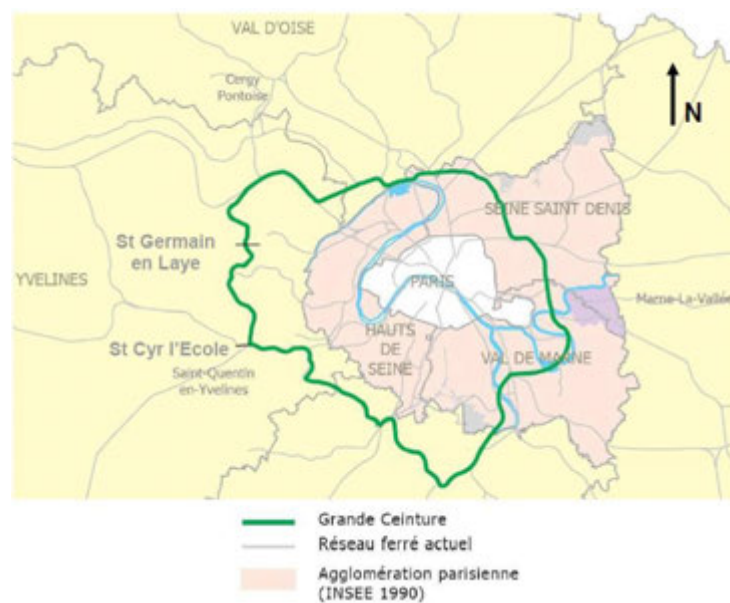 VAL D'OISE
Cergy
Pontoise
N
SEINE SAINT DENIS
St Germain
en Laye
YVELINES
PARIS
Marne-La-Vallée
HAUTS
DE
SEINE
St Cyr l'Ecole
VAL DE MARNE
Saint-Quentin
en-Yvelines
Grande Ceinture
Réseau ferré actuel
Agglomération parisienne
(INSEE 1990)